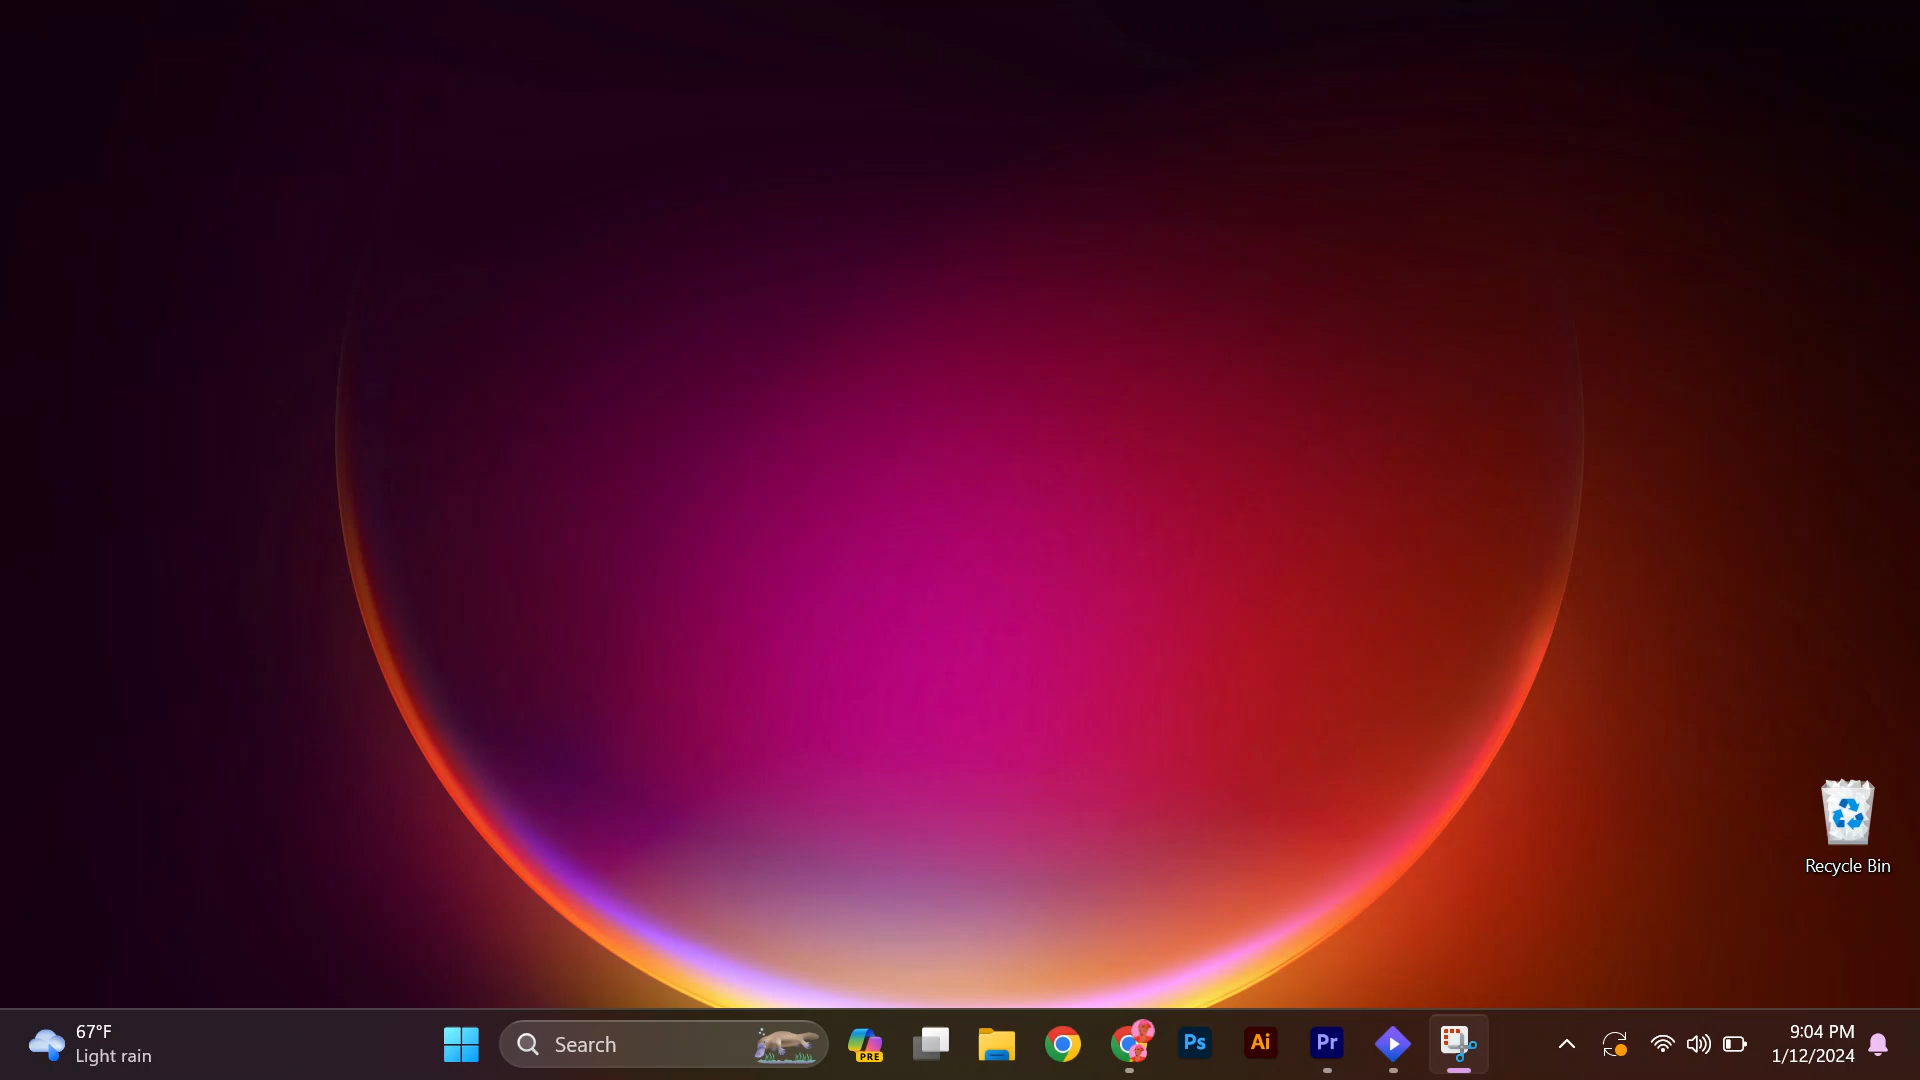 Recycle Bin
67°F
Light rain
Search
PRE
Ps
Ai
Pr
9:04 PM
1/12/2024